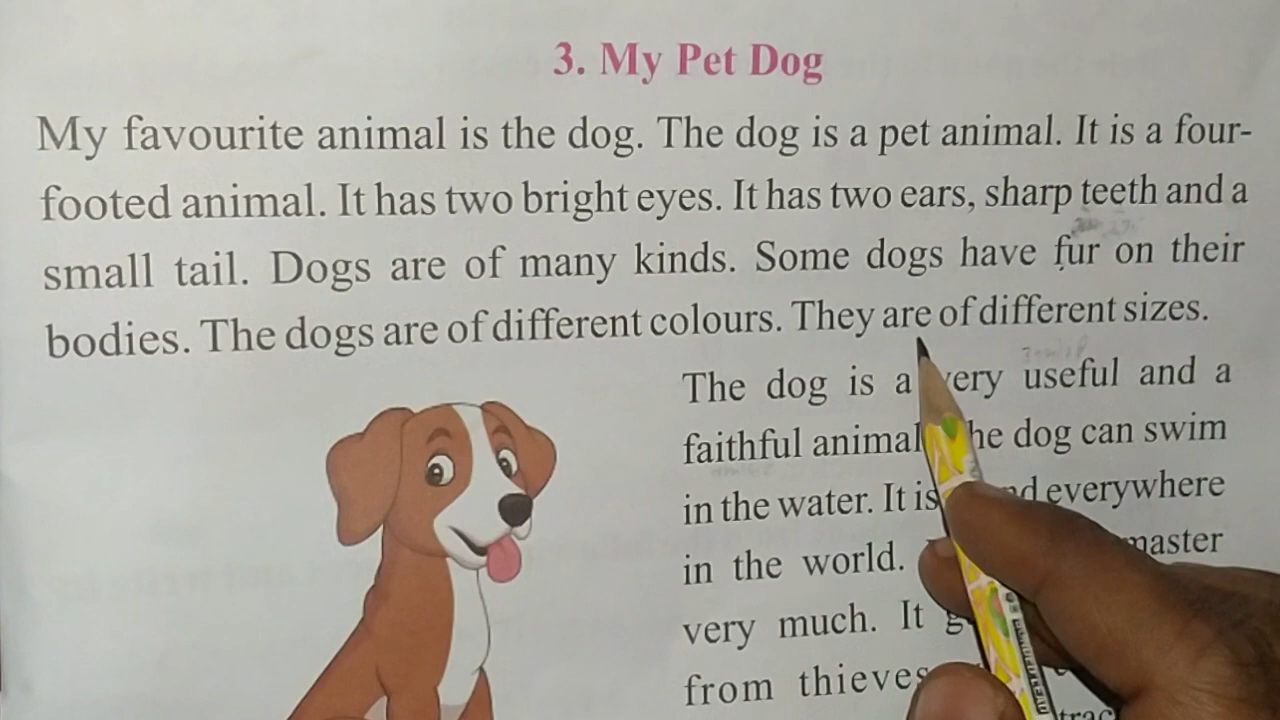 3. My Pet Dog
My favourite animal is the dog. The dog is a pet animal. It is a four-
footed animal. It has two bright eyes. It has two ears, sharp teeth and a
small tail. Dogs are of many kinds. Some dogs have fur on their
bodies. The dogs are of different colours. They are of different sizes.
The dog is a very useful and a
faithful animal. he dog can swim
in the water. It is everywhere
in the world. master
very much. It
from thieves